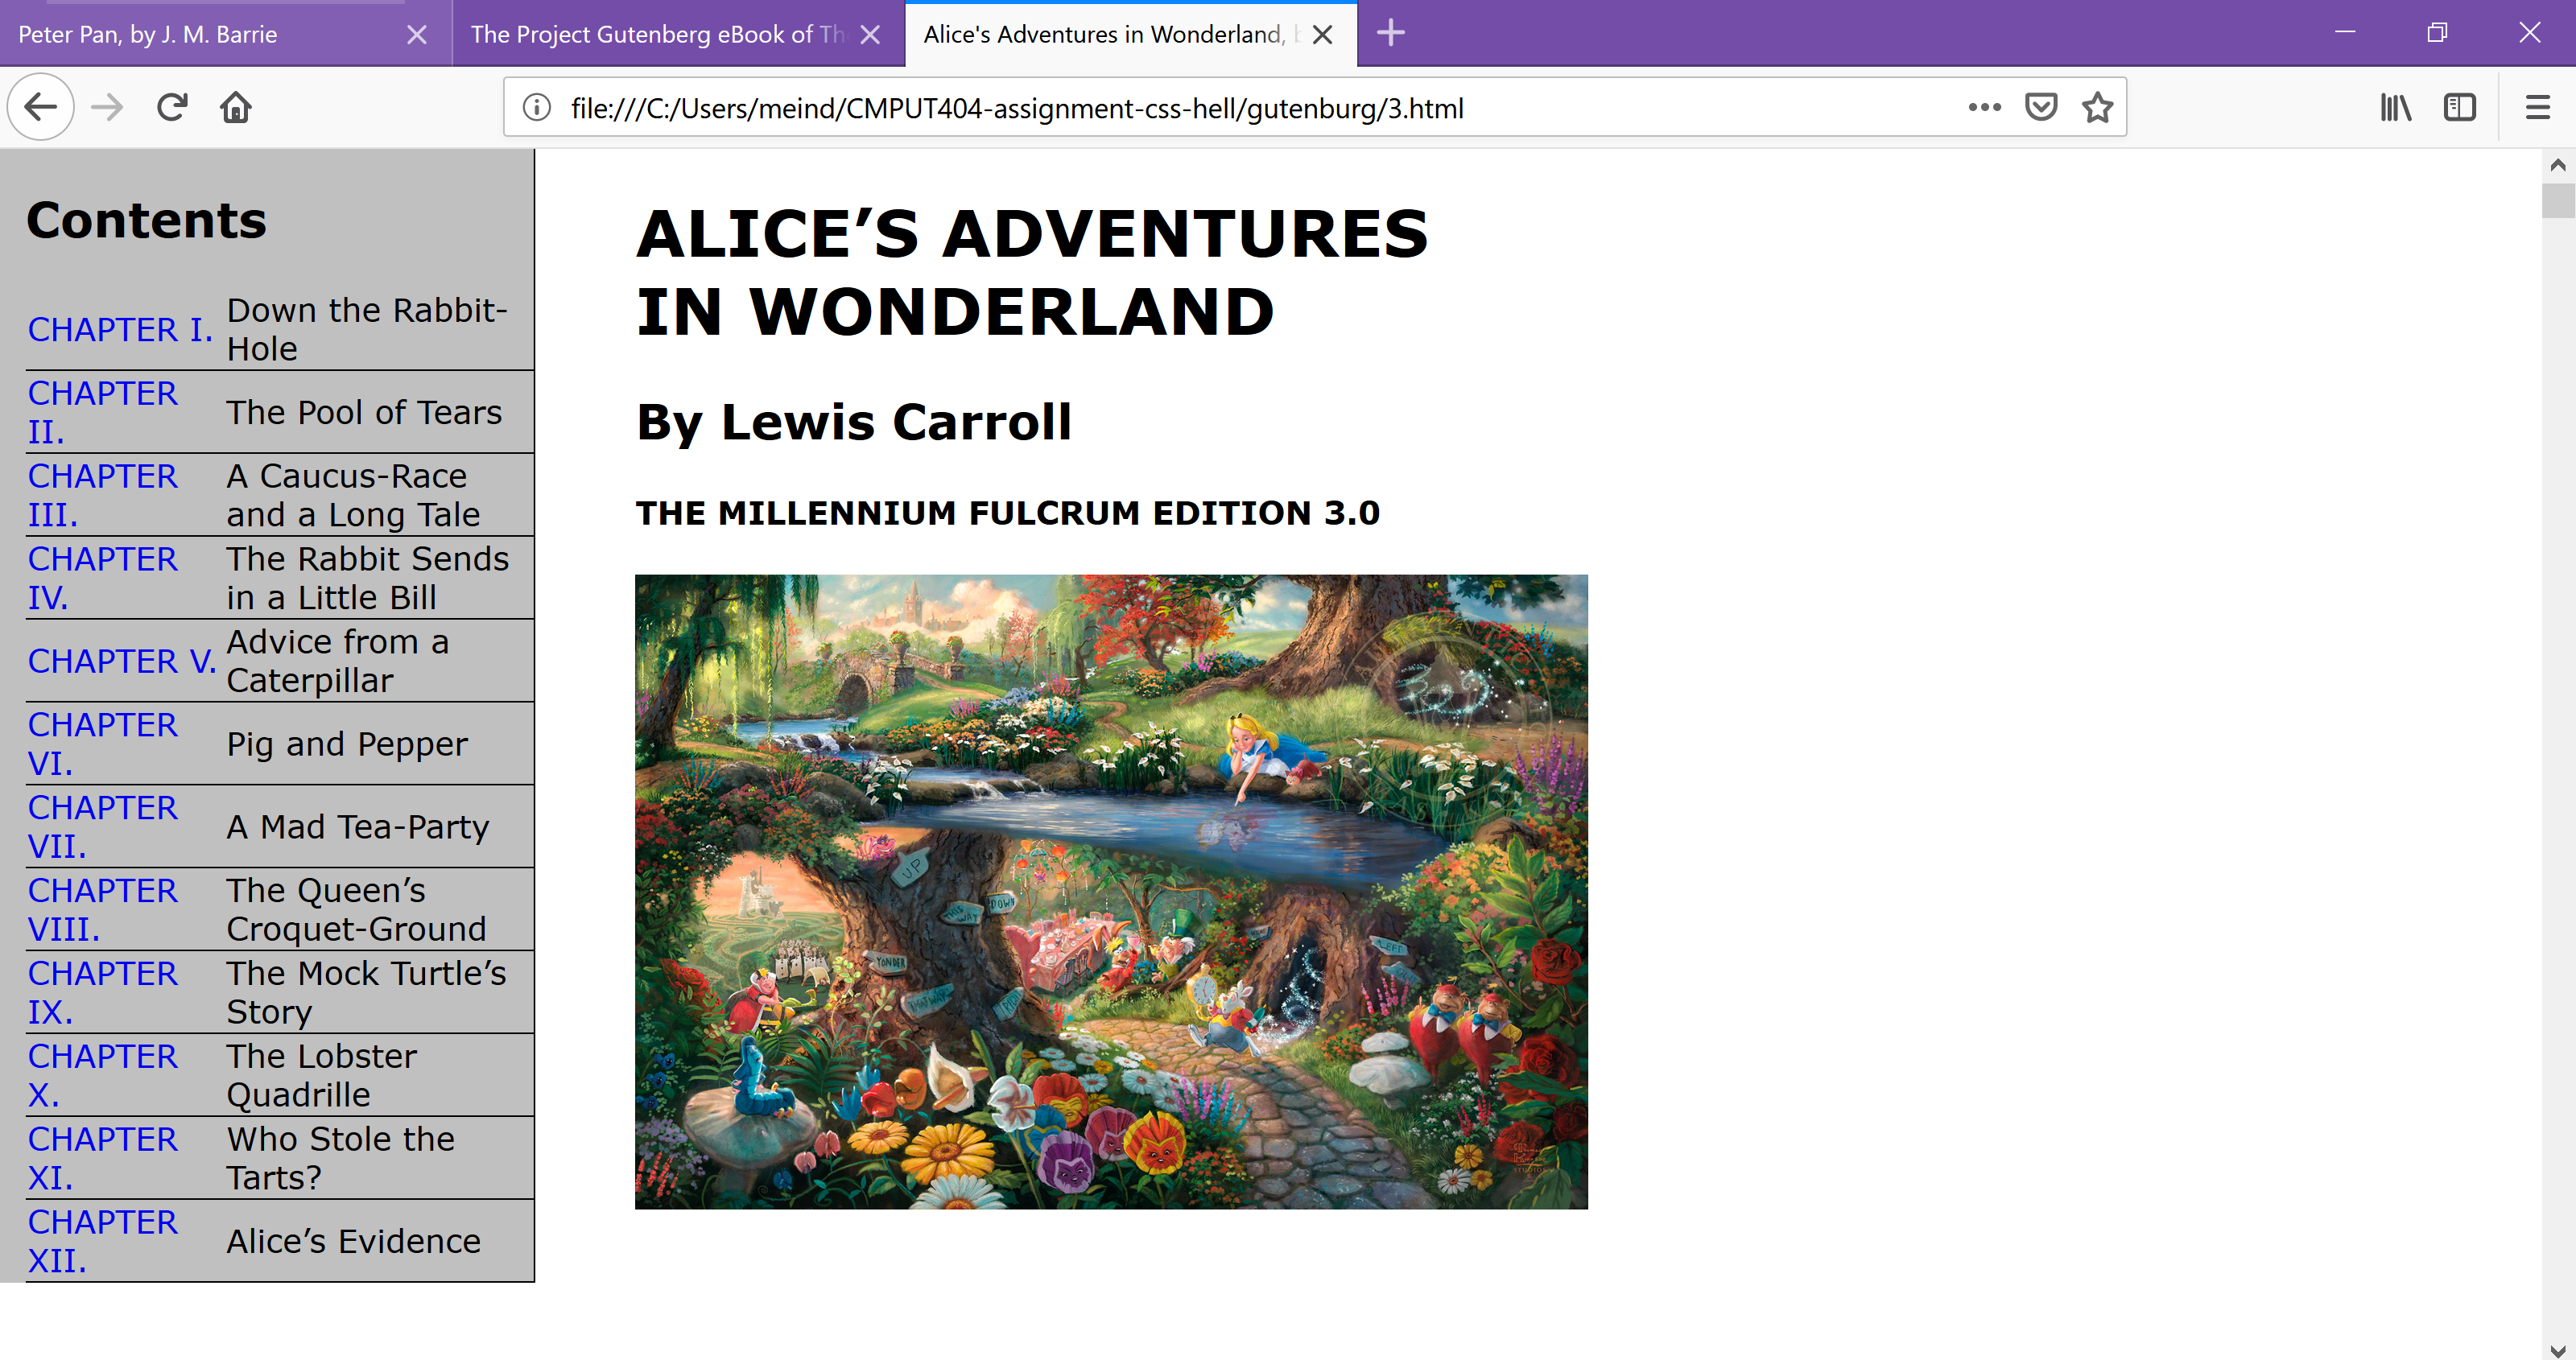 Peter Pan, by J. M. Barrie
The Project Gutenberg eBook of Th
Alice's Adventures in Wonderland, b
file:///C:/Users/meind/CMPUT404-assignment-css-hell/gutenburg/3.html
Contents
CHAPTER I. Down the Rabbit-
Hole
CHAPTER
II.
The Pool of Tears
CHAPTER
III.
A Caucus-Race
and a Long Tale
CHAPTER
IV.
The Rabbit Sends
in a Little Bill
CHAPTER V. Advice from a
Caterpillar
CHAPTER
VI.
Pig and Pepper
CHAPTER
VII.
A Mad Tea-Party
CHAPTER
VIII.
The Queen’s
Croquet-Ground
CHAPTER
IX.
The Mock Turtle’s
Story
CHAPTER
X.
The Lobster
Quadrille
CHAPTER
XI.
Who Stole the
Tarts?
CHAPTER
XII.
Alice’s Evidence
ALICE’S ADVENTURES
IN WONDERLAND
By Lewis Carroll
THE MILLENNIUM FULCRUM EDITION 3.0
UP
THIS
WAY
DOWN
YONDER
THAT WAY
LEFT